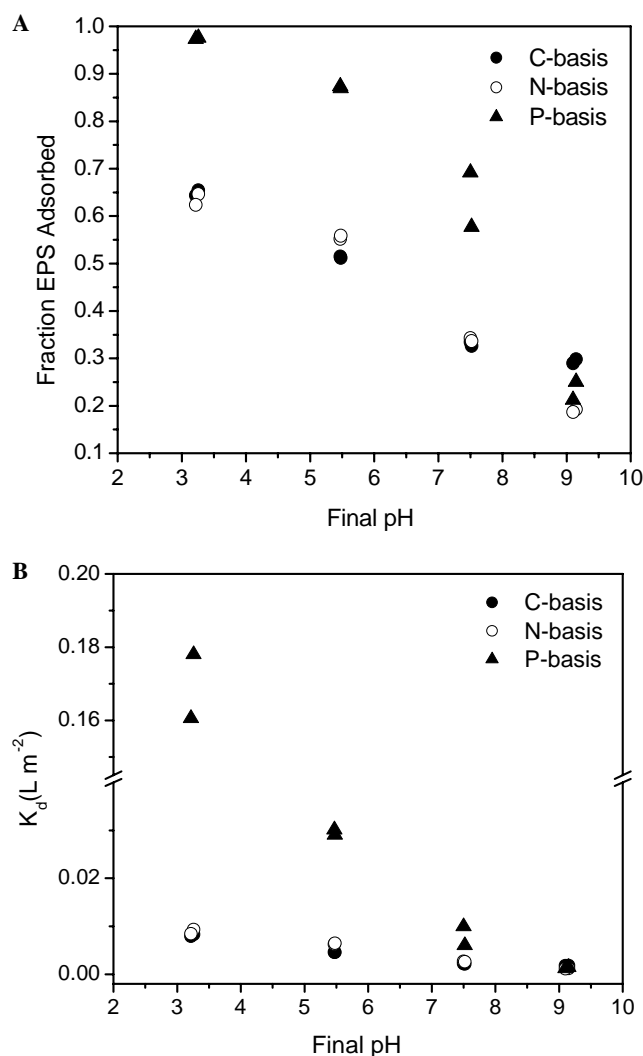 A
1.0
0.9
0.8
0.7
0.6
0.5
0.4
0.3
0.2
0.1
Fraction EPS Adsorbed
C-basis
N-basis
P-basis
2 3 4 5 6 7 8 9 10
Final pH
B
0.20
0.18
0.16
0.02
0.00
K_d(L m^-2)
C-basis
N-basis
P-basis
2 3 4 5 6 7 8 9 10
Final pH